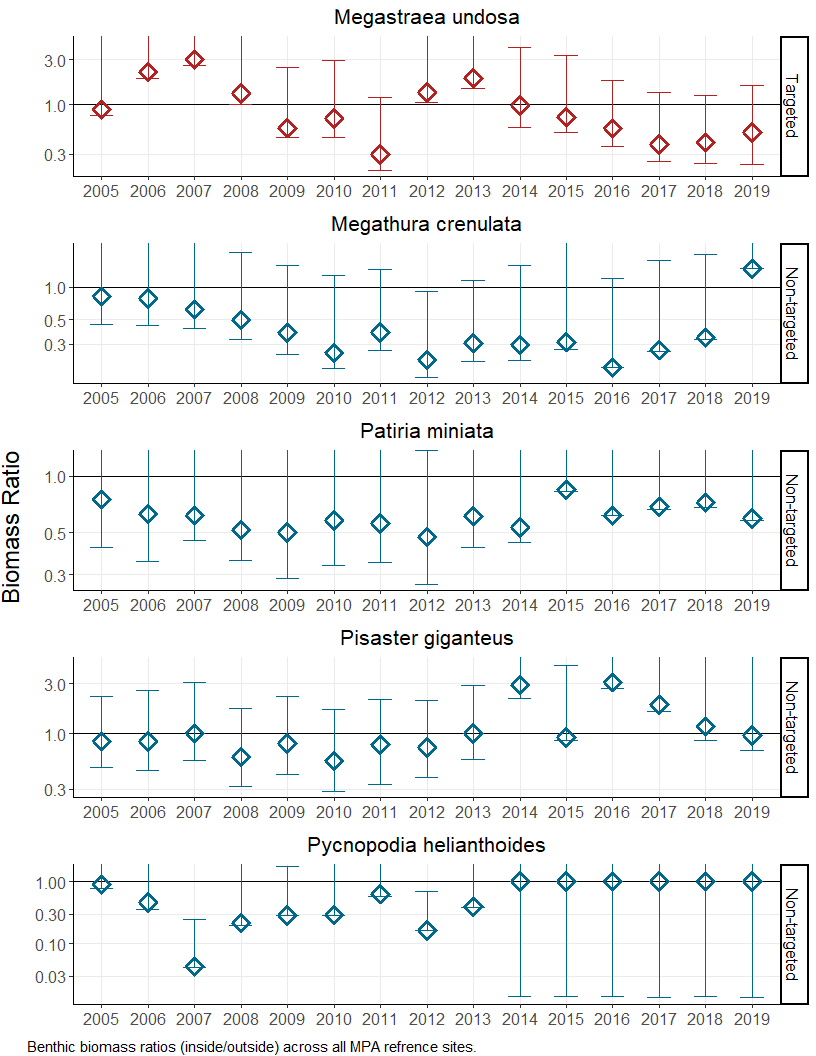 Megastraea undosa
3.0
1.0
0.3
Targeted
2005 2006 2007 2008 2009 2010 2011 2012 2013 2014 2015 2016 2017 2018 2019
Megathura crenulata
1.0
0.5
0.3
Non-targeted
2005 2006 2007 2008 2009 2010 2011 2012 2013 2014 2015 2016 2017 2018 2019
Biomass Ratio
Patiria miniata
1.0
0.5
0.3
Non-targeted
2005 2006 2007 2008 2009 2010 2011 2012 2013 2014 2015 2016 2017 2018 2019
Pisaster giganteus
3.0
1.0
0.3
Non-targeted
2005 2006 2007 2008 2009 2010 2011 2012 2013 2014 2015 2016 2017 2018 2019
Pycnopodia helianthoides
1.00
0.30
0.10
0.03
Non-targeted
2005 2006 2007 2008 2009 2010 2011 2012 2013 2014 2015 2016 2017 2018 2019
Benthic biomass ratios (inside/outside) across all MPA refrence sites.